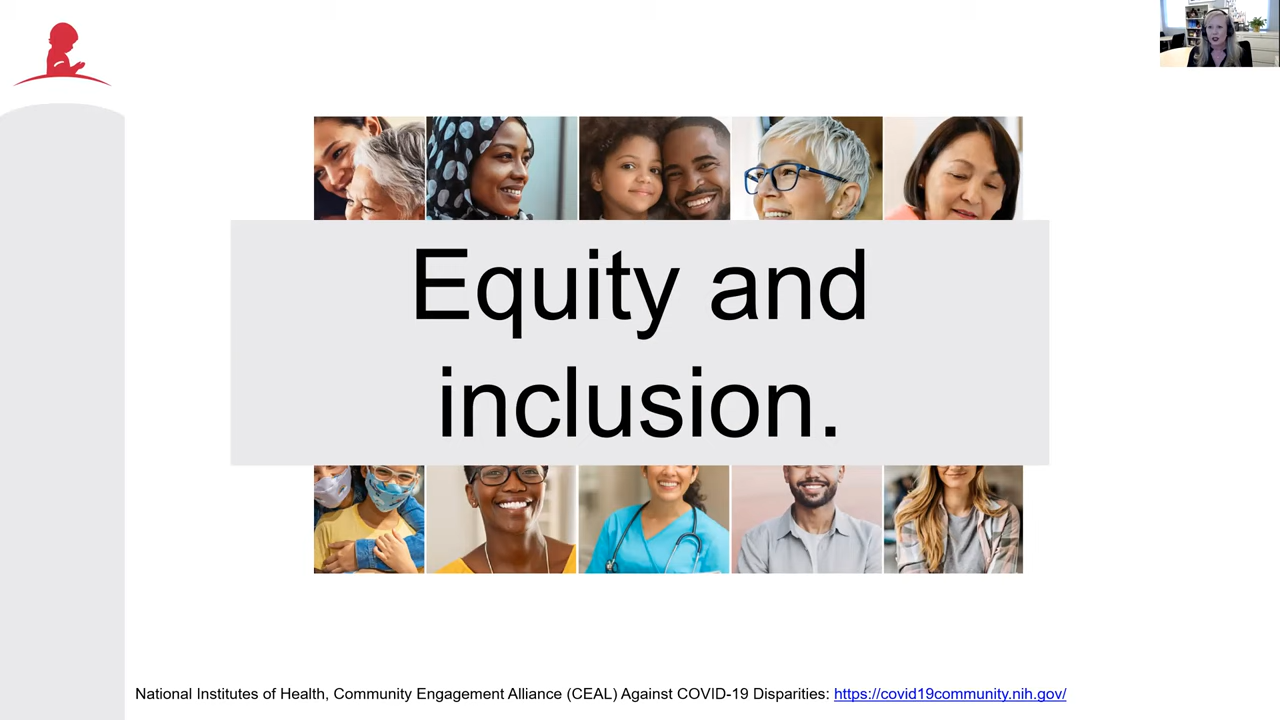 Equity and
inclusion.
National Institutes of Health, Community Engagement Alliance (CEAL) Against COVID-19 Disparities: https://covid19community.nih.gov/